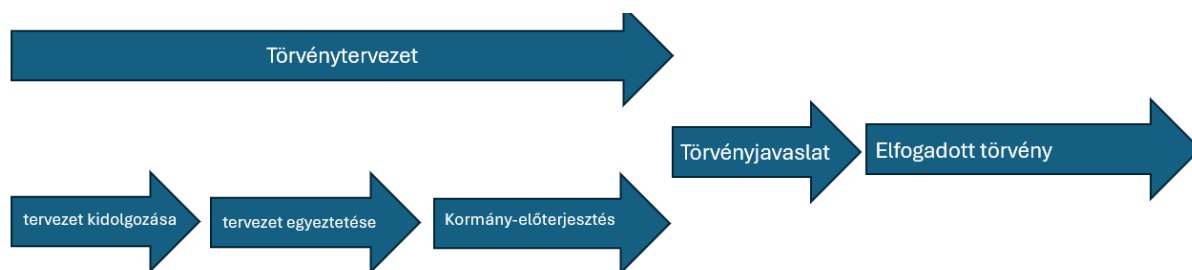 Törvénytervezet
Törvényjavaslat
Elfogadott törvény
tervezet kidolgozása
tervezet egyeztetése
Kormány-előterjesztés